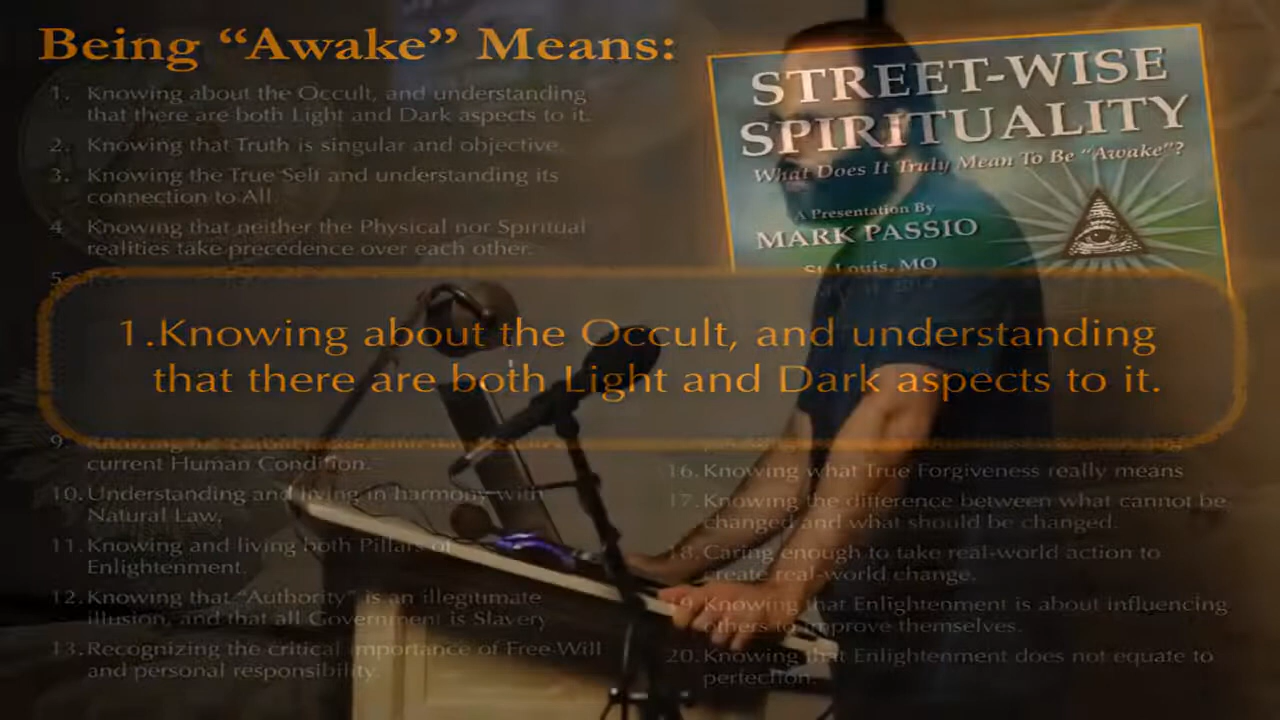 Being “Awake” Means:
1. Knowing about the Occult, and understanding
that there are both Light and Dark aspects to it.
2. Knowing that Truth is singular and objective.
3. Knowing the True Self and understanding its
connection to All.
4. Knowing that neither the Physical nor Spiritual
realities take precedence over each other.
5.
STREET-WISE
SPIRITUALITY
What Does It Truly Mean To Be “Awake”?
A Presentation By
MARK PASSIO
St. Louis, MO
1.Knowing about the Occult, and understanding
that there are both Light and Dark aspects to it.
9.
current Human Condition.
10. Understanding and living in harmony with
Natural Law.
11. Knowing and living both Pillars of
Enlightenment.
12. Knowing that “Authority” is an illegitimate
illusion, and that all Government is Slavery
13. Recognizing the critical importance of Free-Will
and personal responsibility.
16. Knowing what True Forgiveness really means
17. Knowing the difference between what cannot be
changed and what should be changed.
18. Caring enough to take real-world action to
create real-world change.
19. Knowing that Enlightenment is about influencing
others to improve themselves.
20. Knowing that Enlightenment does not equate to
perfection.